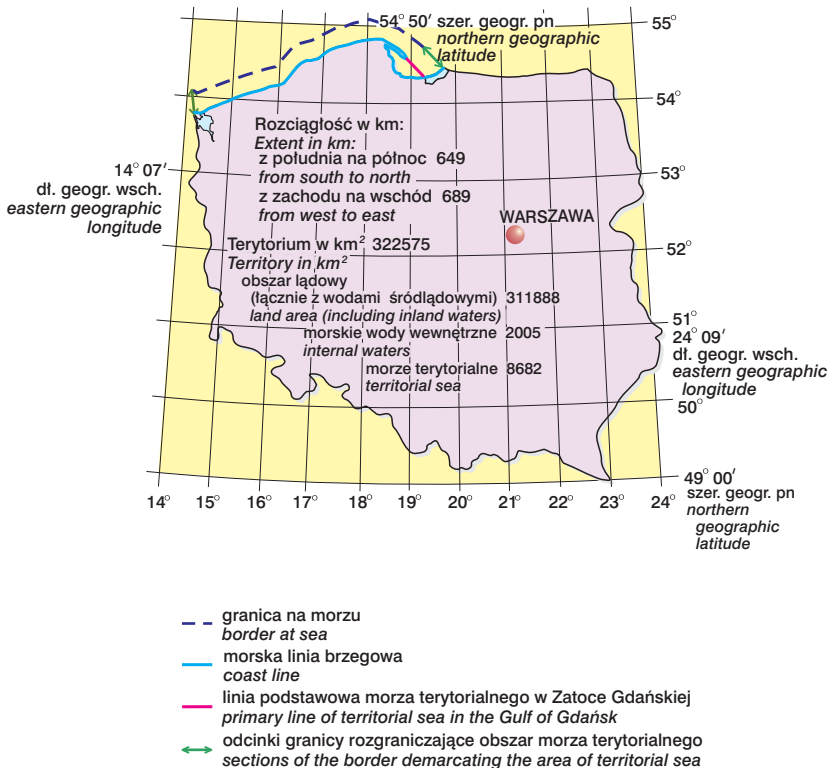 54° 50′ szer. geogr. pn
northern geographic
latitude
55°
54°
53°
52°
51°
50°
14° 07′
dł. geogr. wsch.
eastern geographic
longitude
Rozciągłość w km:
Extent in km:
z południa na północ 649
from south to north
z zachodu na wschód 689
from west to east
WARSZAWA
Terytorium w km² 322575
Territory in km²
obszar lądowy
(łącznie z wodami śródlądowymi) 311888
land area (including inland waters)
morskie wody wewnętrzne 2005
internal waters
morze terytorialne 8682
territorial sea
24° 09′
dł. geogr. wsch.
eastern geographic
longitude
49° 00′
szer. geogr. pn
northern
geographic
latitude
14° 15° 16° 17° 18° 19° 20° 21° 22° 23° 24°
granica na morzu
border at sea
morska linia brzegowa
coast line
linia podstawowa morza terytorialnego w Zatoce Gdańskiej
primary line of territorial sea in the Gulf of Gdańsk
odcinki granicy rozgraniczające obszar morza terytorialnego
sections of the border demarcating the area of territorial sea